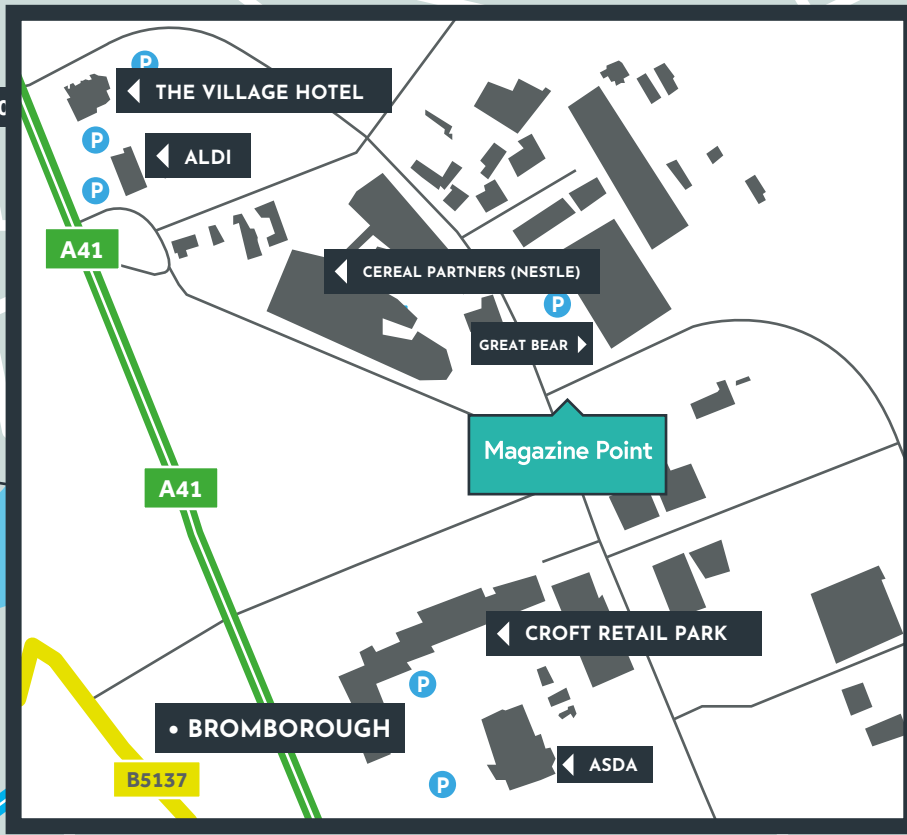 P
THE VILLAGE HOTEL
P
ALDI
P
A41
CEREAL PARTNERS (NESTLE)
P
GREAT BEAR
Magazine Point
A41
CROFT RETAIL PARK
P
• BROMBOROUGH
ASDA
B5137
P